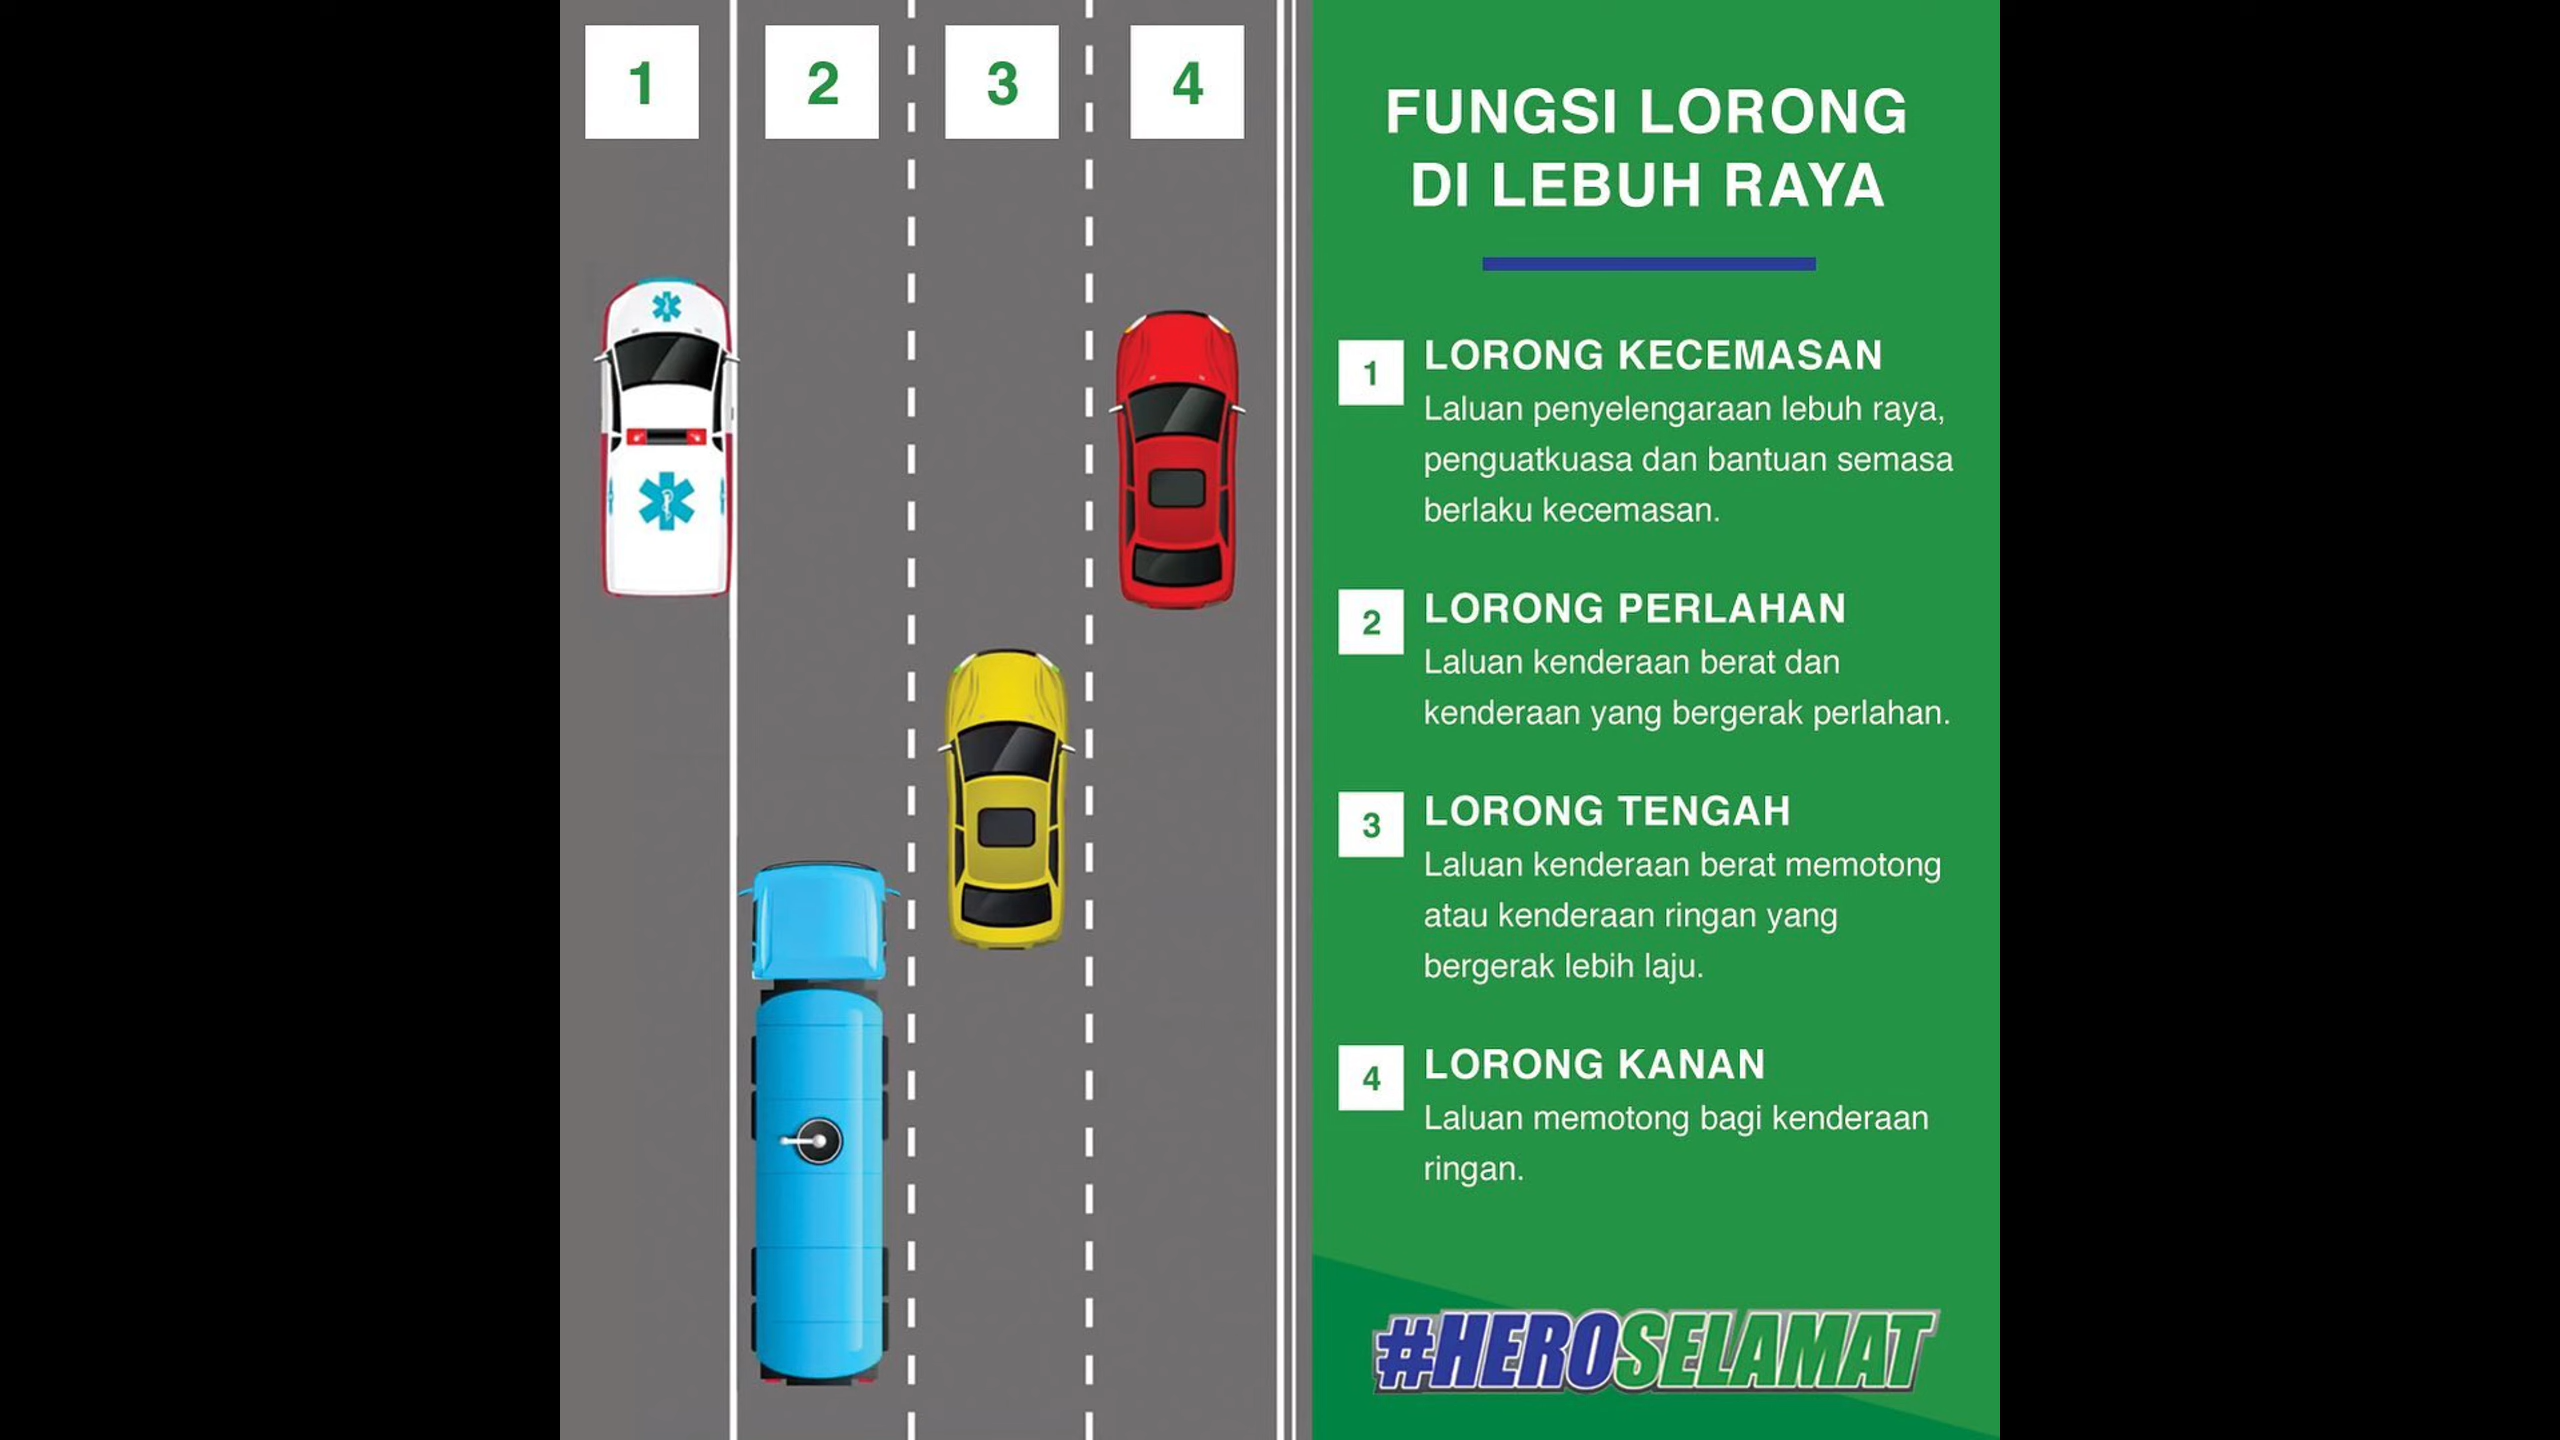 1
2
3
4
FUNGSI LORONG
DI LEBUH RAYA
1
LORONG KECEMASAN
Laluan penyelengaraan lebuh raya,
penguatkuasa dan bantuan semasa
berlaku kecemasan.
2
LORONG PERLAHAN
Laluan kenderaan berat dan
kenderaan yang bergerak perlahan.
3
LORONG TENGAH
Laluan kenderaan berat memotong
atau kenderaan ringan yang
bergerak lebih laju.
4
LORONG KANAN
Laluan memotong bagi kenderaan
ringan.
#HEROSELAMAT